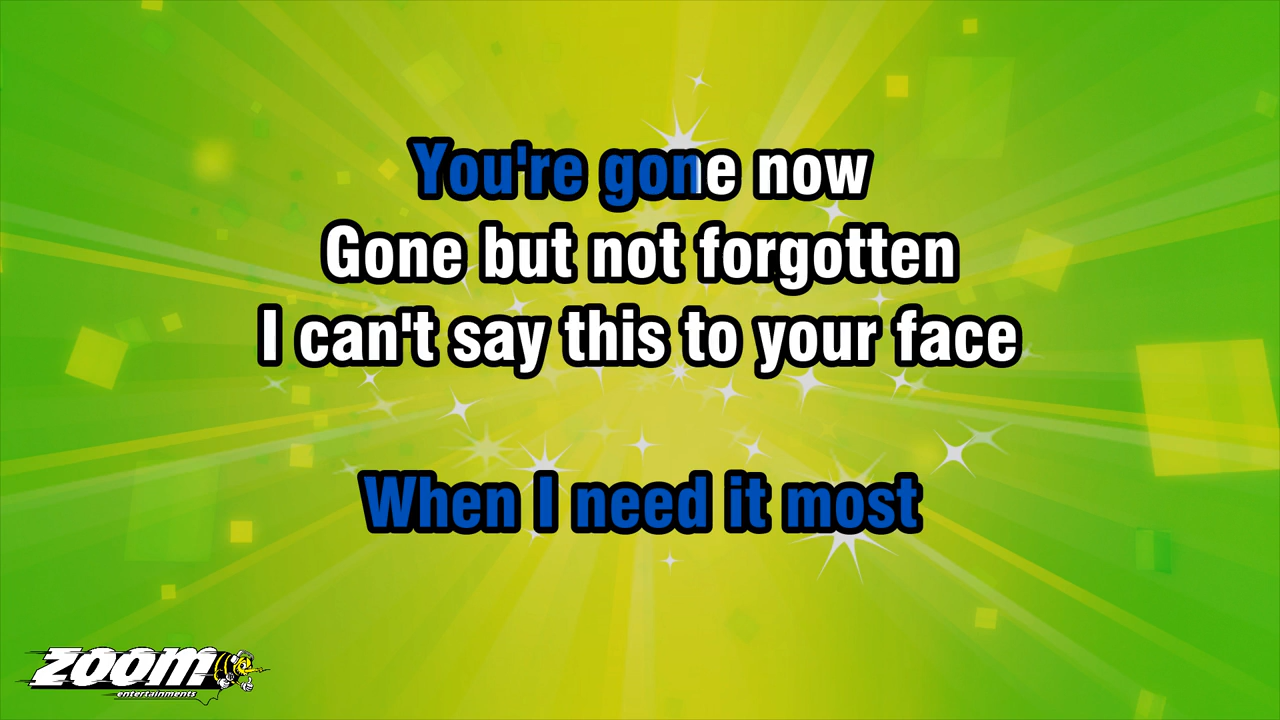 You're gone now
Gone but not forgotten
I can't say this to your face
When I need it most
ZOOM
entertainments